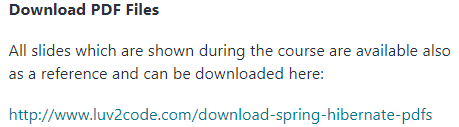 Download PDF Files
All slides which are shown during the course are available also
as a reference and can be downloaded here:
http://www.luv2code.com/download-spring-hibernate-pdfs